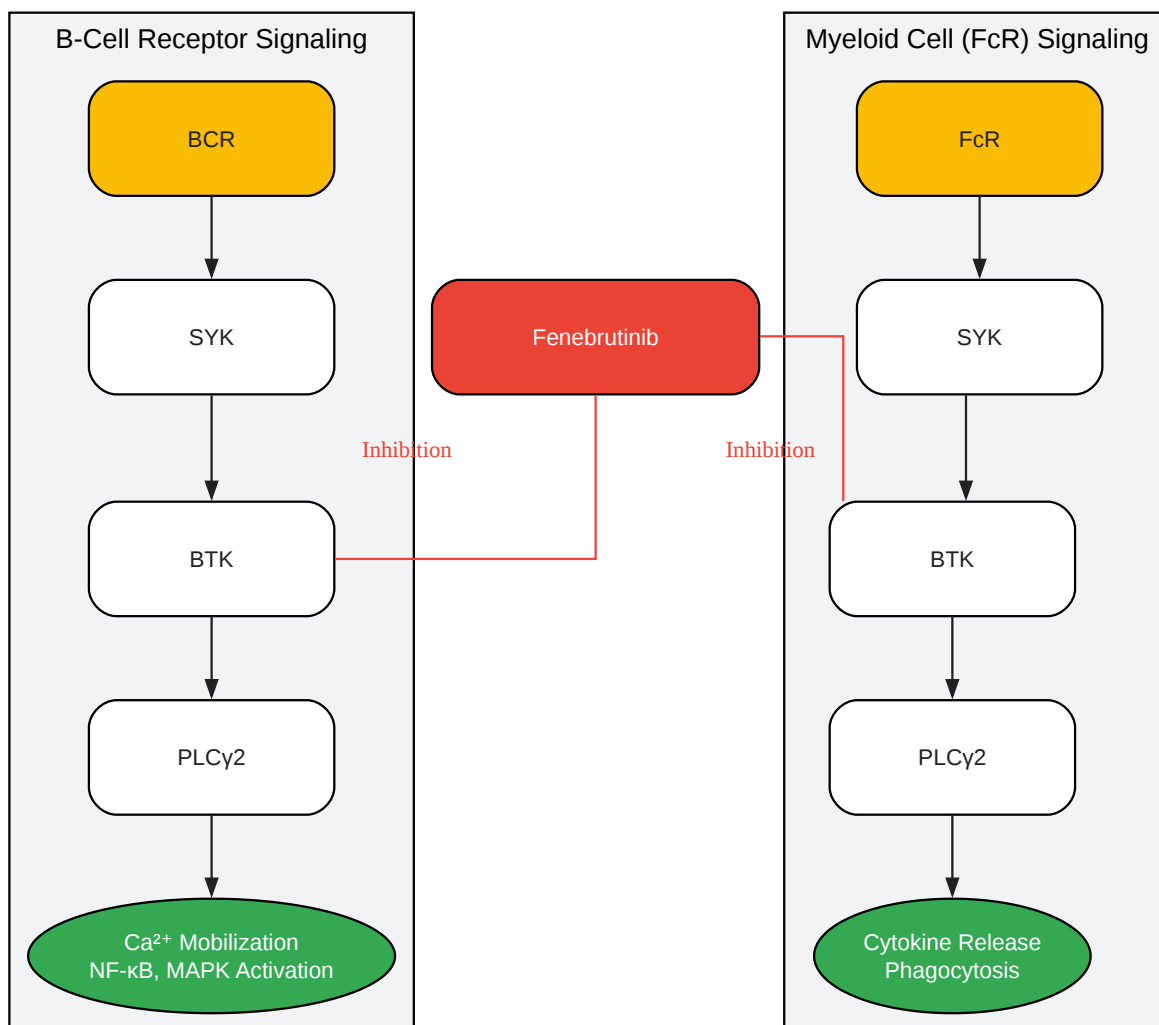 B-Cell Receptor Signaling
BCR
SYK
Inhibition
BTK
PLCγ2
Ca²⁺ Mobilization
NF-κB, MAPK Activation
Fenebrutinib
Myeloid Cell (FcR) Signaling
FcR
SYK
Inhibition
BTK
PLCγ2
Cytokine Release
Phagocytosis